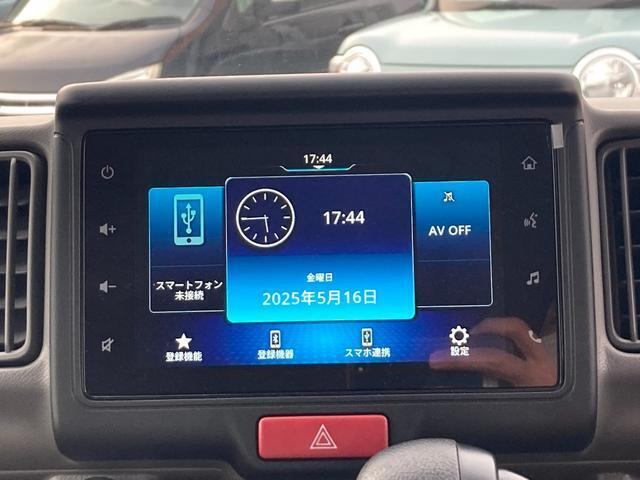 17:44
スマートフォン
未接続
17:44
金曜日
2025年5月16日
AV OFF
登録機能
登録機器
スマホ連携
設定